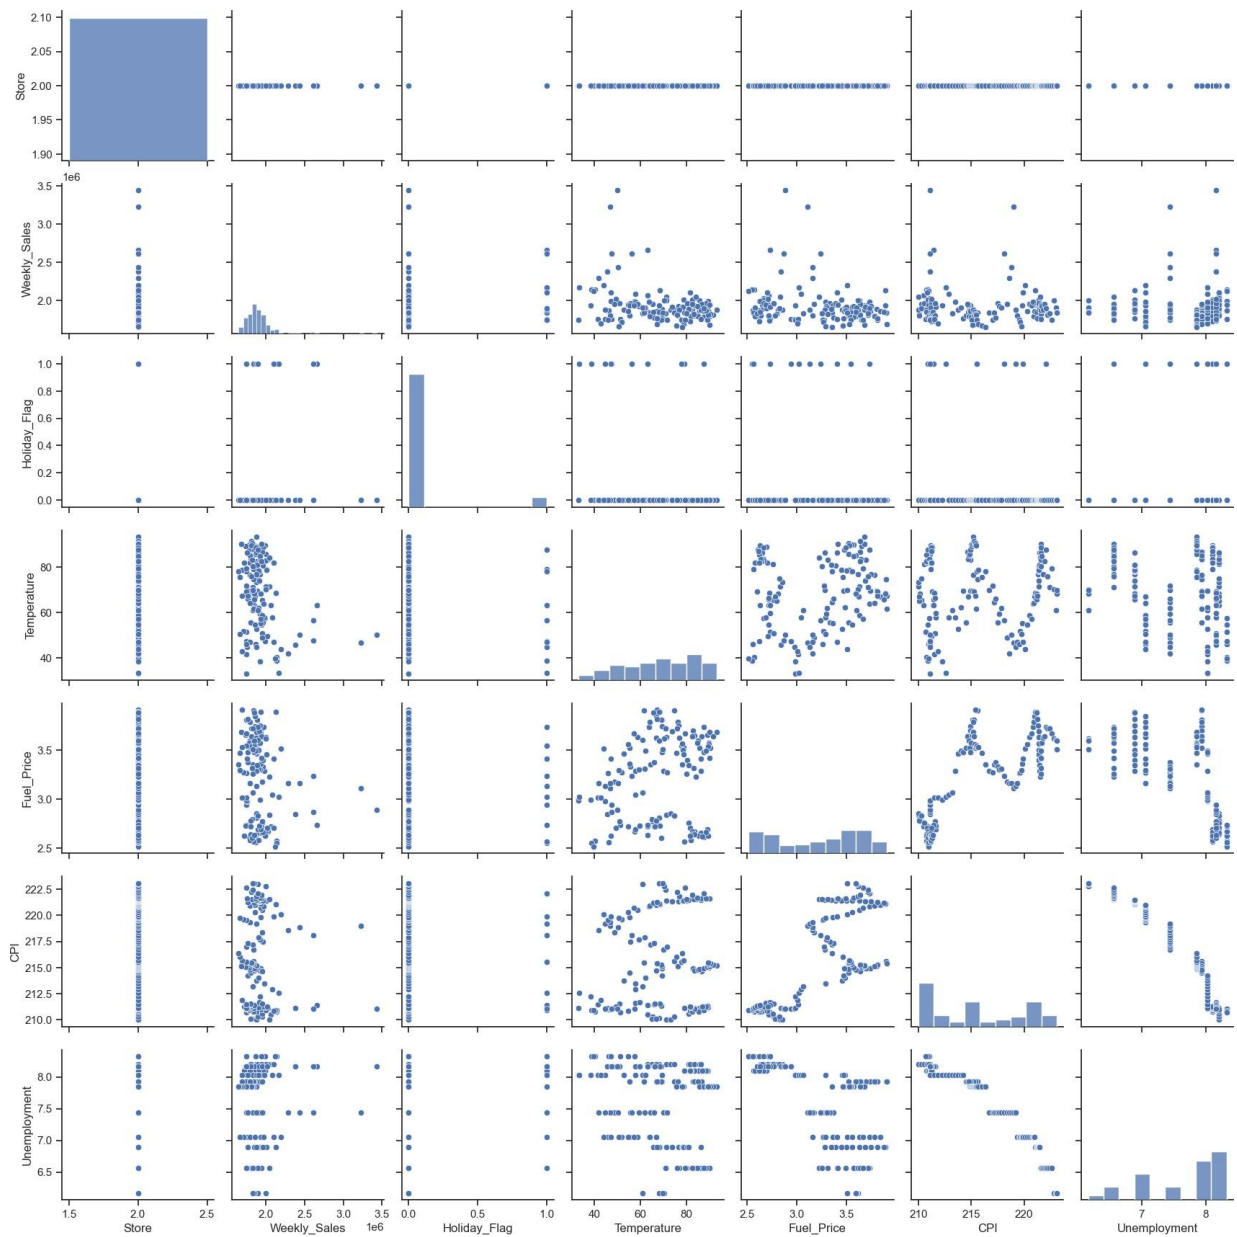 2.10
2.05
2.00
1.95
1.90
Store
1e6
3.5
3.0
2.5
2.0
Weekly_Sales
1.0
0.8
0.6
0.4
0.2
0.0
Holiday_Flag
80
60
40
Temperature
3.5
3.0
2.5
Fuel_Price
222.5
220.0
217.5
215.0
212.5
210.0
CPI
8.0
7.5
7.0
6.5
Unemployment
1.5 2.0 2.5
Store
2.0 2.5 3.0 3.5
1e6
Weekly_Sales
0.0 0.5 1.0
Holiday_Flag
40 60 80
Temperature
2.5 3.0 3.5
Fuel_Price
210 215 220
CPI
7 8
Unemployment